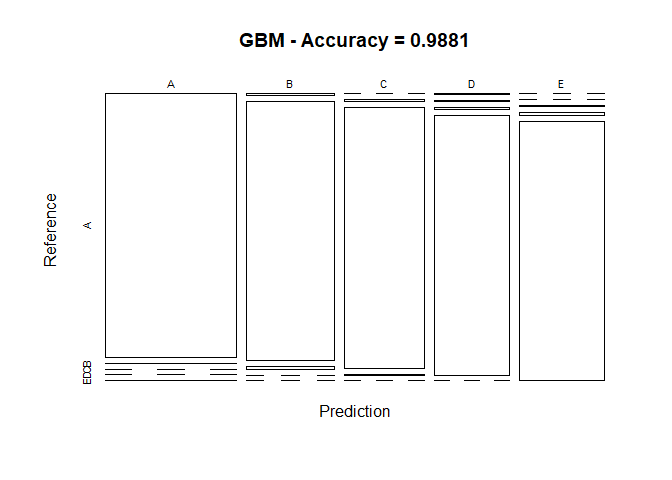 GBM - Accuracy = 0.9881
A B C D E
Reference
A
EDCB
Prediction